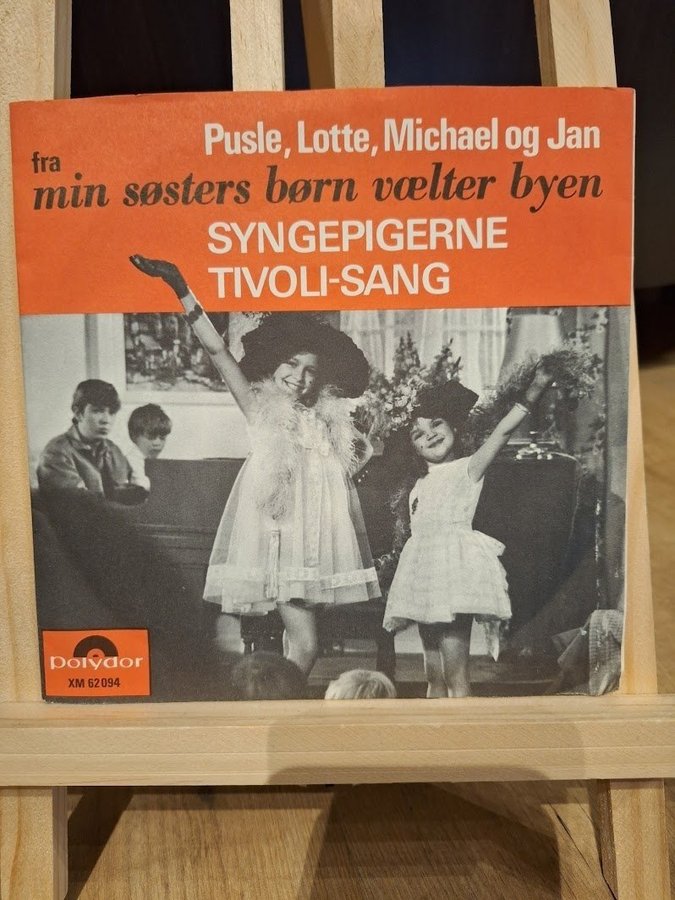 Pusle, Lotte, Michael og Jan
fra
min søsters børn vælter byen
SYNGEPIGERNE
TIVOLI-SANG
polydor
XM 62094